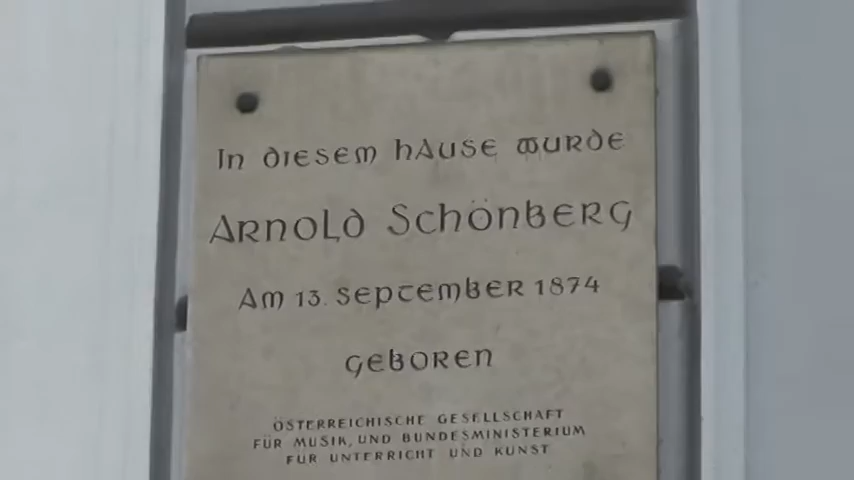 In diesem Hause wurde
Arnold Schönberg
Am 13. September 1874
geboren
ÖSTERREICHISCHE GESELLSCHAFT
FÜR MUSIK, UND BUNDESMINISTERIUM
FÜR UNTERRICHT UND KUNST